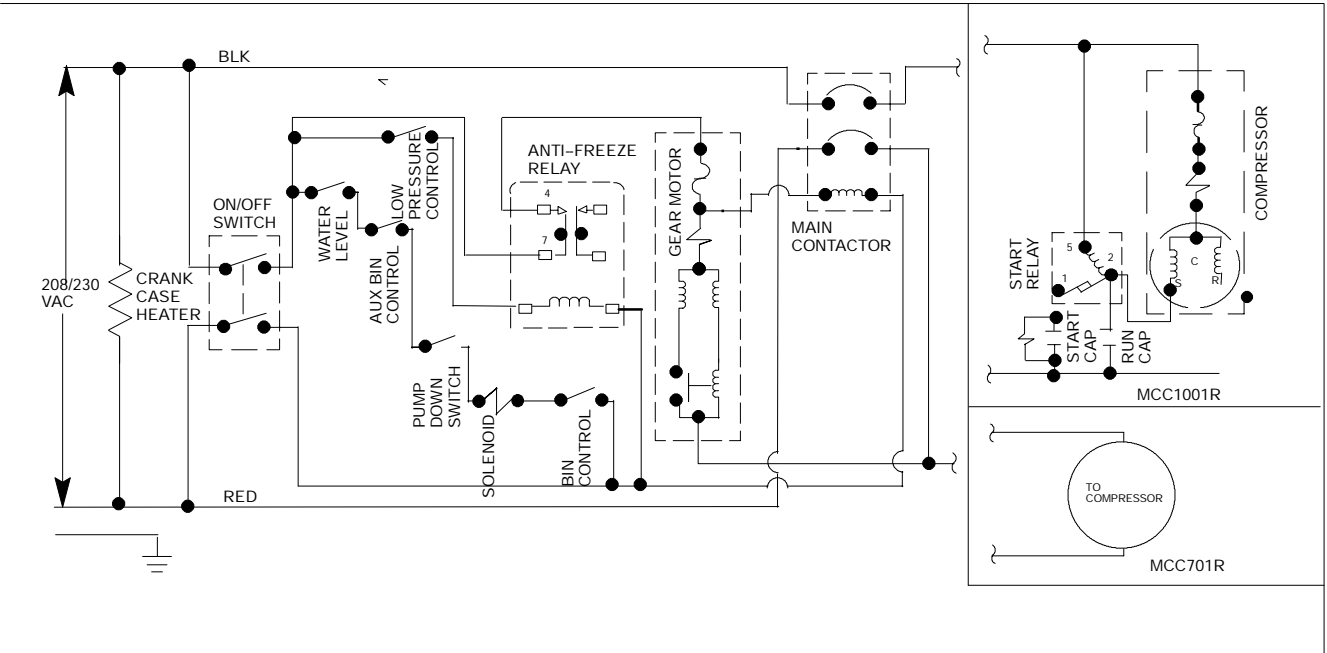 BLK
ON/OFF
SWITCH
208/230
VAC
CRANK
CASE
HEATER
RED
WATER
LEVEL
AUX BIN
CONTROL
LOW
PRESSURE
CONTROL
PUMP
DOWN
SWITCH
SOLENOID
BIN
CONTROL
ANTI-FREEZE
RELAY
4
7
GEAR MOTOR
MAIN
CONTACTOR
START
RELAY
5
2
1
START
CAP
RUN
CAP
COMPRESSOR
C
S
R
MCC1001R
TO
COMPRESSOR
MCC701R